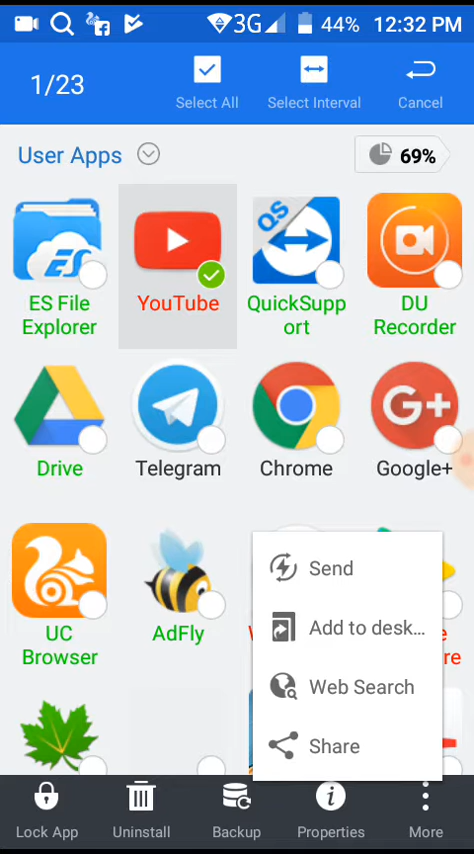 3G 44% 12:32 PM
1/23
Select All
Select Interval
Cancel
User Apps
69%
ES
QS
G+
ES File
Explorer
YouTube
QuickSupp
ort
DU
Recorder
Drive
Telegram
Chrome
Google+
UC
Browser
AdFly
Send
Add to desk...
Web Search
Share
Lock App
Uninstall
Backup
Properties
More